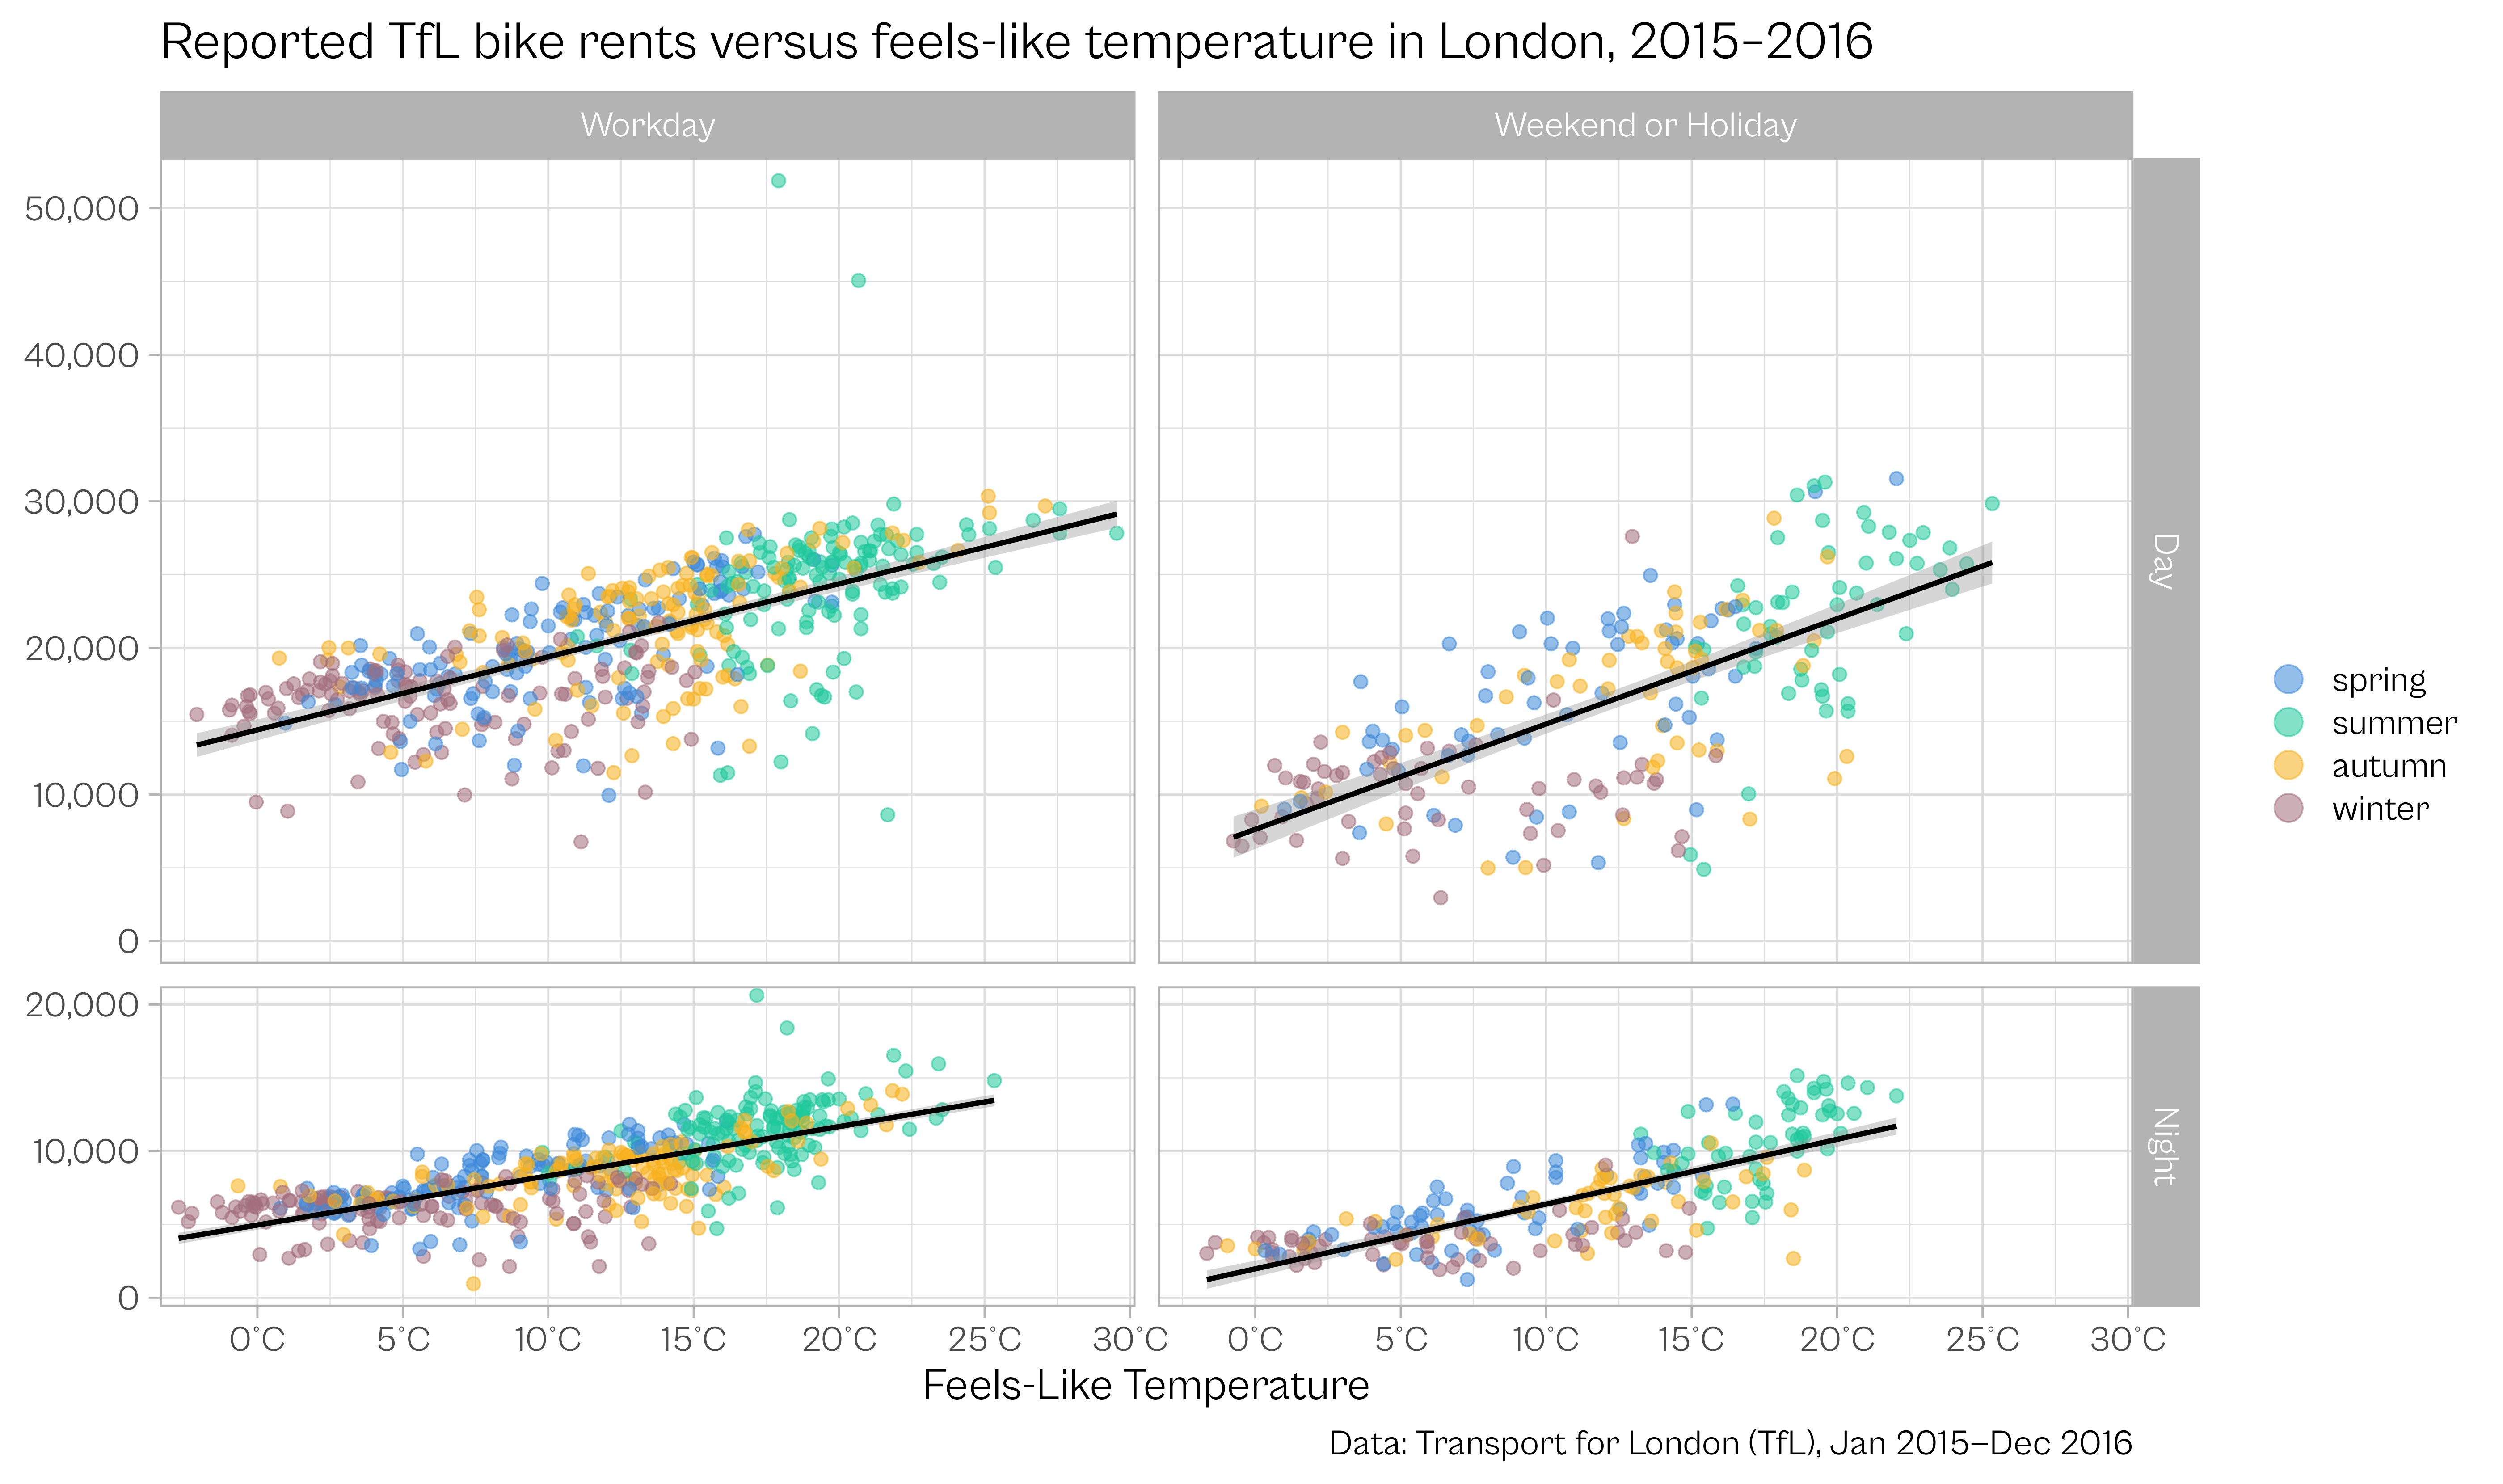 Reported TfL bike rents versus feels-like temperature in London, 2015–2016
Workday
Weekend or Holiday
50,000
40,000
30,000
20,000
10,000
0
Day
spring
summer
autumn
winter
20,000
10,000
0
Night
0°C 5°C 10°C 15°C 20°C 25°C 30°C 0°C 5°C 10°C 15°C 20°C 25°C 30°C
Feels-Like Temperature
Data: Transport for London (TfL), Jan 2015–Dec 2016